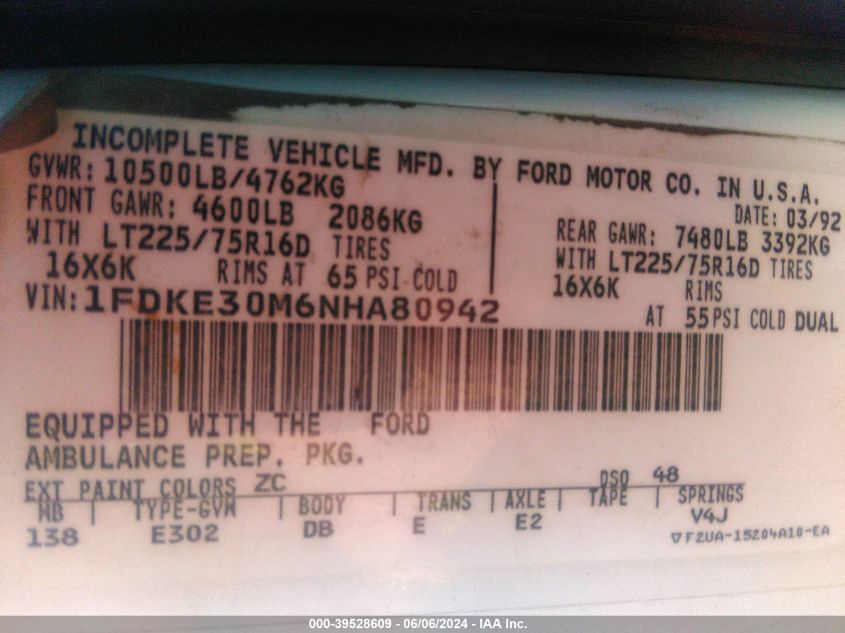 INCOMPLETE VEHICLE MFD. BY FORD MOTOR CO. IN U.S.A.
GVWR: 10500LB/4762KG
DATE: 03/92
FRONT GAWR: 4600LB 2086KG
REAR GAWR: 7480LB 3392KG
WITH LT225/75R16D TIRES
WITH LT225/75R16D TIRES
16X6K RIMS AT 65 PSI COLD
16X6K RIMS
VIN: 1FDKE30M6NHA80942
AT 55 PSI COLD DUAL
EQUIPPED WITH THE FORD
AMBULANCE PREP. PKG.
EXT PAINT COLORS ZC DSO 48
WB | TYPE-GVW | BODY | TRANS | AXLE | TAPE | SPRINGS
138 E302 DB E E2 V4J
▽F2UA-15204A10-EA
000-39528609 - 06/06/2024 - IAA Inc.